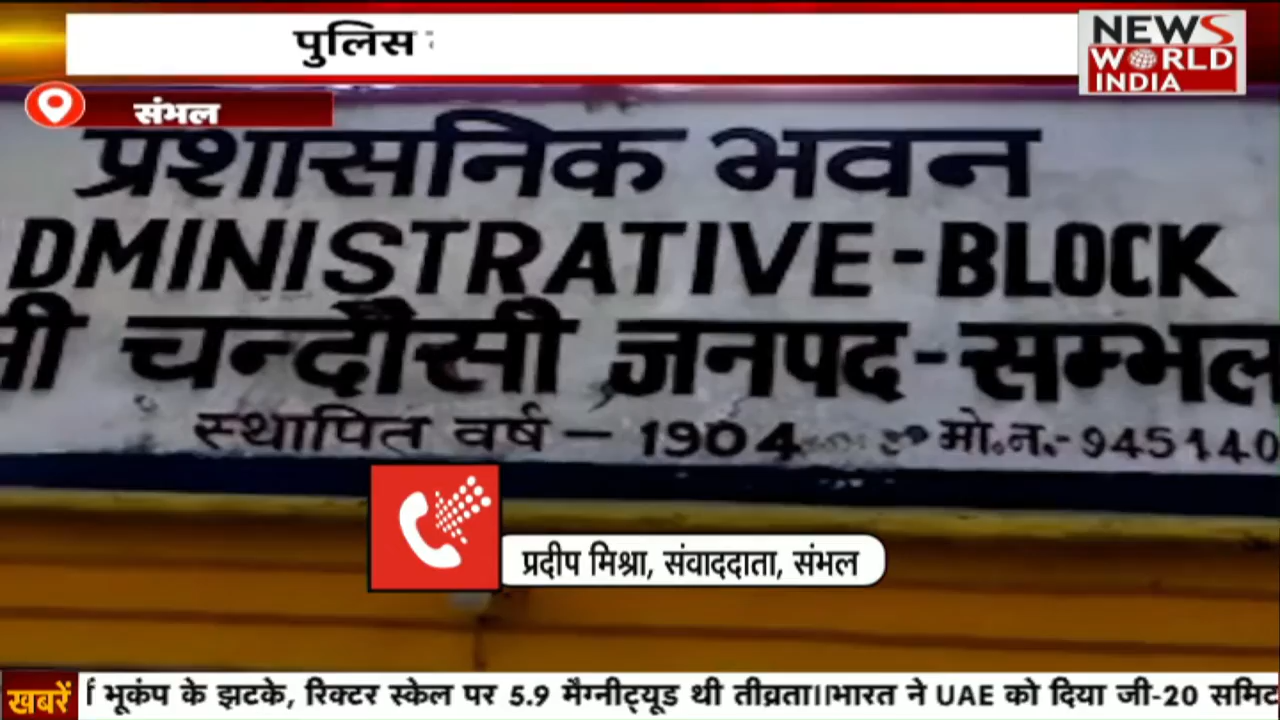 पुलिस
NEWS
WORLD
INDIA
संभल
प्रशासनिक भवन
DMINISTRATIVE-BLOCK
चन्दौसी जनपद-सम्भल
स्थापित वर्ष – 1904 मो.न.- 945140
प्रदीप मिश्रा, संवाददाता, संभल
खबरें भूकंप के झटके, रिक्टर स्केल पर 5.9 मैग्नीट्यूड थी तीव्रता॥भारत ने UAE को दिया जी-20 समिट